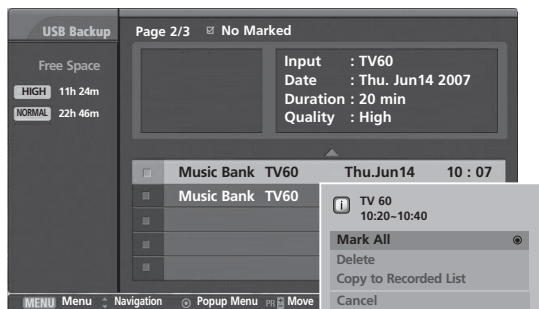 USB Backup
Page 2/3 No Marked
Free Space
HIGH 11h 24m
NORMAL 22h 46m
Input : TV60
Date : Thu. Jun14 2007
Duration : 20 min
Quality : High
Music Bank TV60 Thu.Jun14 10 : 07
Music Bank TV60
i TV 60
10:20~10:40
Mark All
Delete
Copy to Recorded List
Cancel
MENU Menu Navigation Popup Menu PR Move